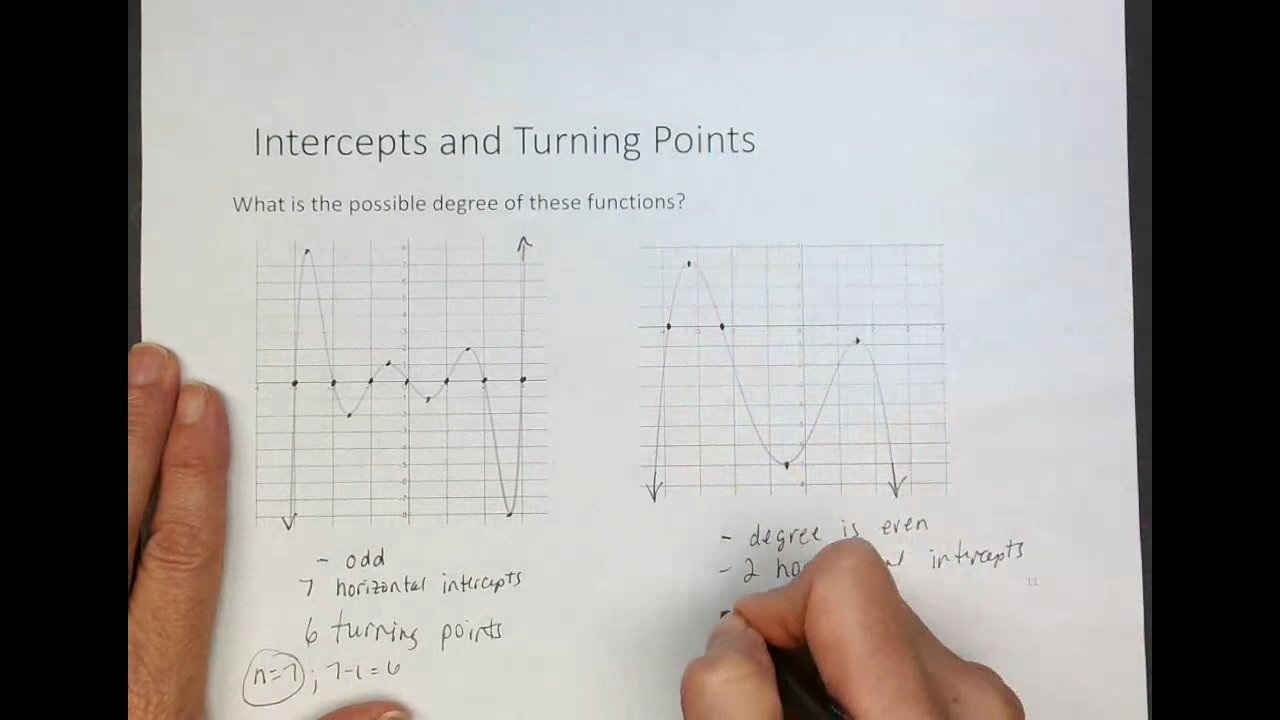 Intercepts and Turning Points
What is the possible degree of these functions?
- odd
7 horizontal intercepts
6 turning points
n=7 ; 7-1=6
- degree is even
- 2 intercepts
11